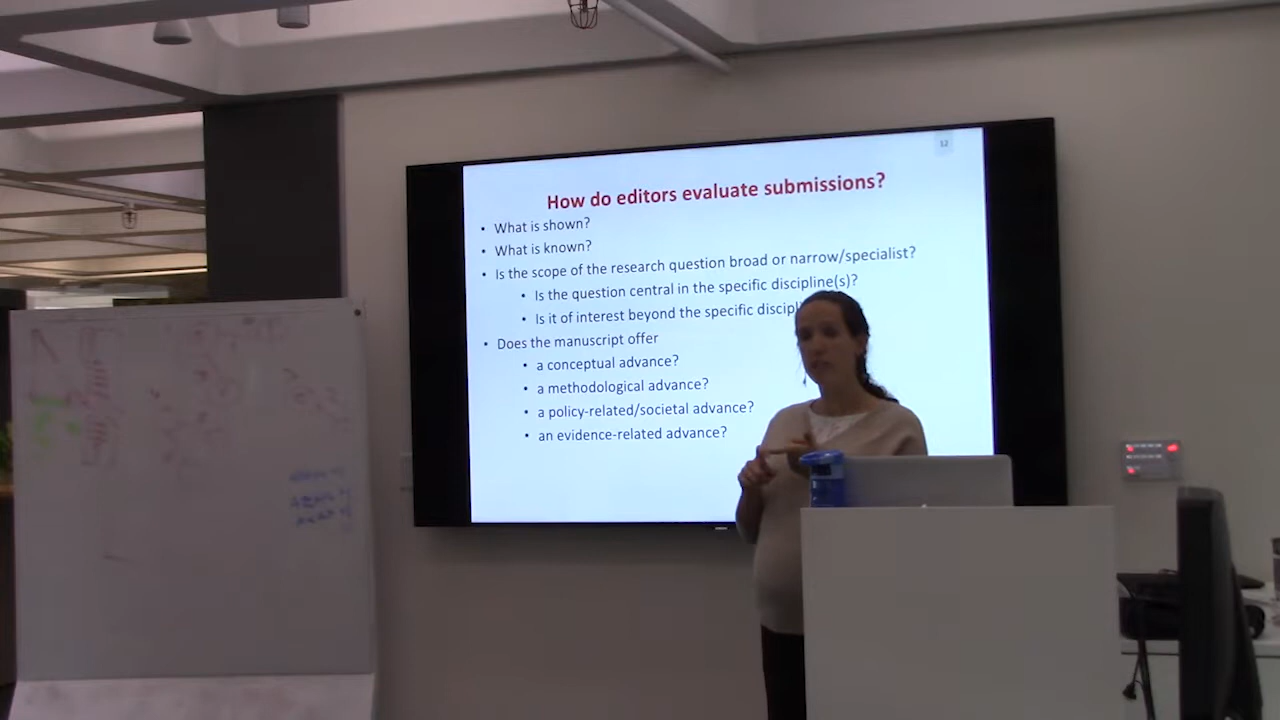 12
How do editors evaluate submissions?
• What is shown?
• What is known?
• Is the scope of the research question broad or narrow/specialist?
• Is the question central in the specific discipline(s)?
• Is it of interest beyond the specific
• Does the manuscript offer
• a conceptual advance?
• a methodological advance?
• a policy-related/societal advance?
• an evidence-related advance?